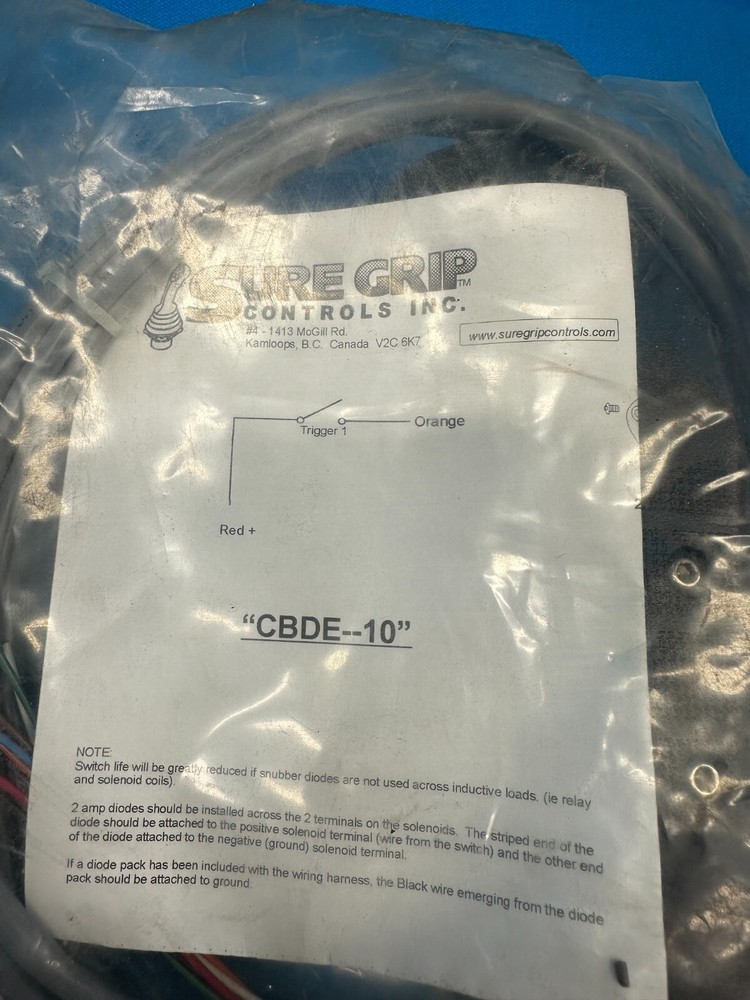 SURE GRIP™
CONTROLS INC.
#4 - 1413 McGill Rd.
Kamloops, B.C. Canada V2C 6K7
www.suregripcontrols.com
Orange
Trigger 1
Red +
“CBDE--10”
NOTE:
Switch life will be greatly reduced if snubber diodes are not used across inductive loads. (ie relay
and solenoid coils).
2 amp diodes should be installed across the 2 terminals on the solenoids. The striped end of the
diode should be attached to the positive solenoid terminal (wire from the switch) and the other end
of the diode attached to the negative (ground) solenoid terminal.
If a diode pack has been included with the wiring harness, the Black wire emerging from the diode
pack should be attached to ground